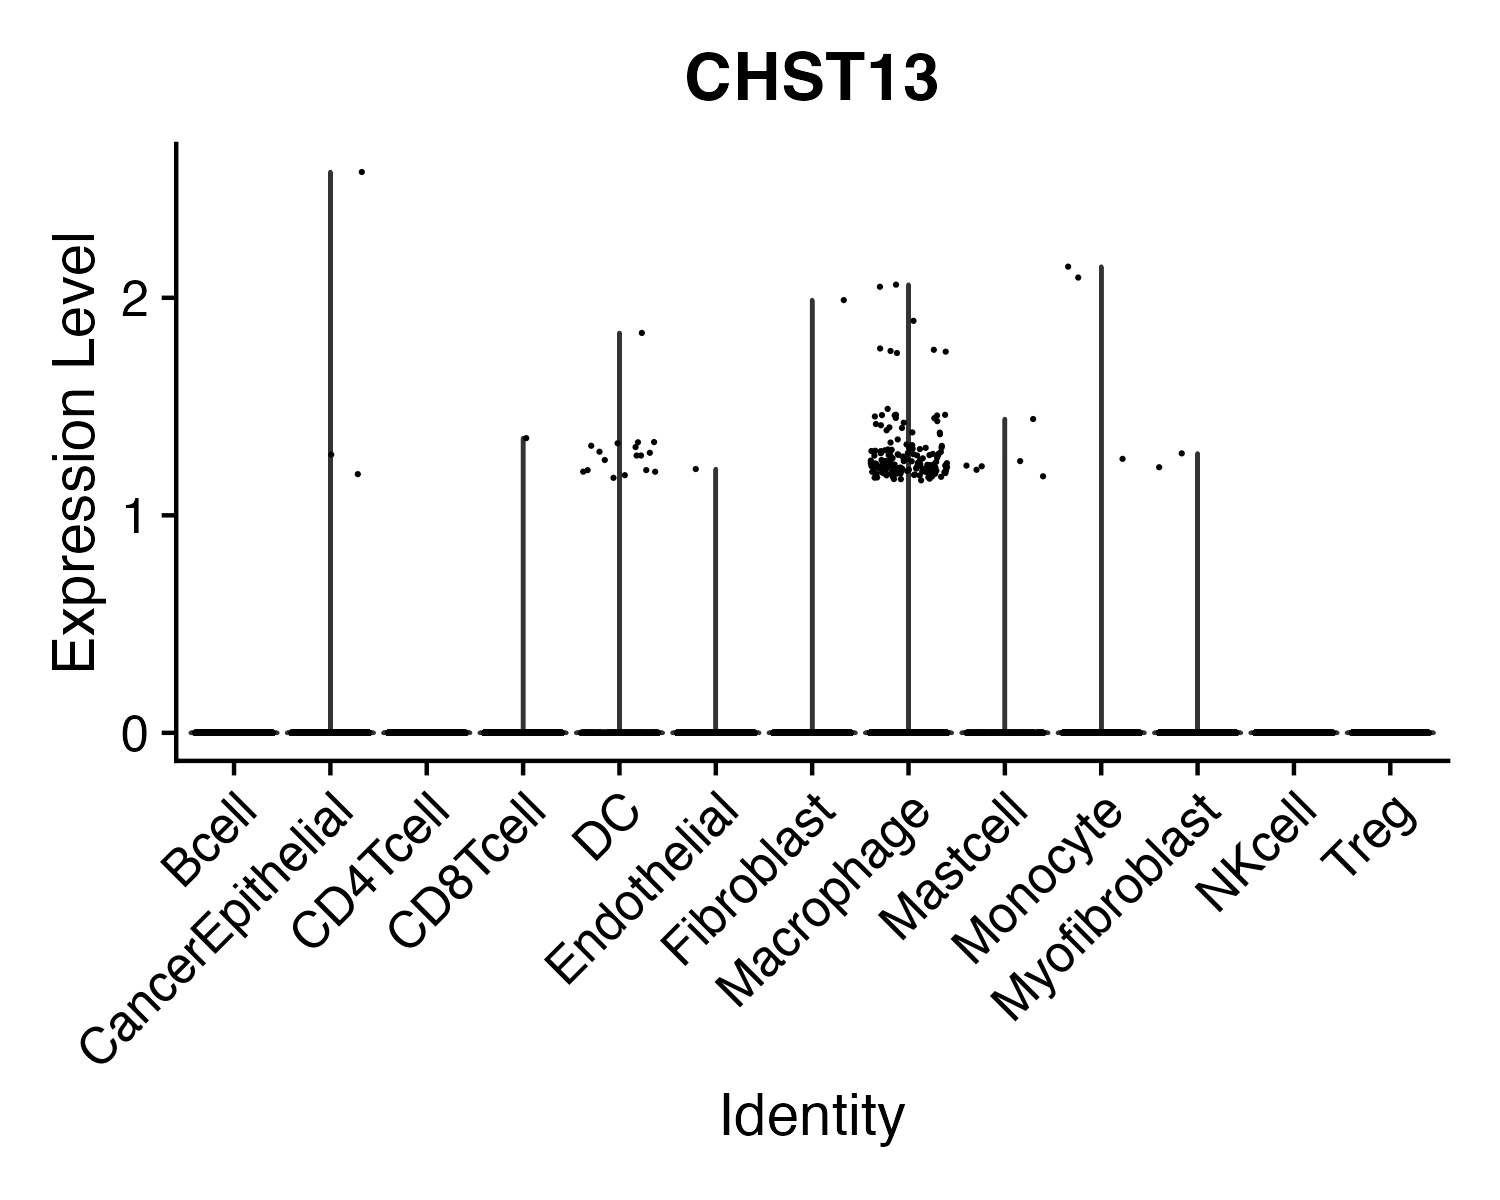 CHST13
Expression Level
2
1
0
Bcell
CancerEpithelial
CD4Tcell
CD8Tcell
DC
Endothelial
Fibroblast
Macrophage
Mastcell
Monocyte
Myofibroblast
NKcell
Treg
Identity